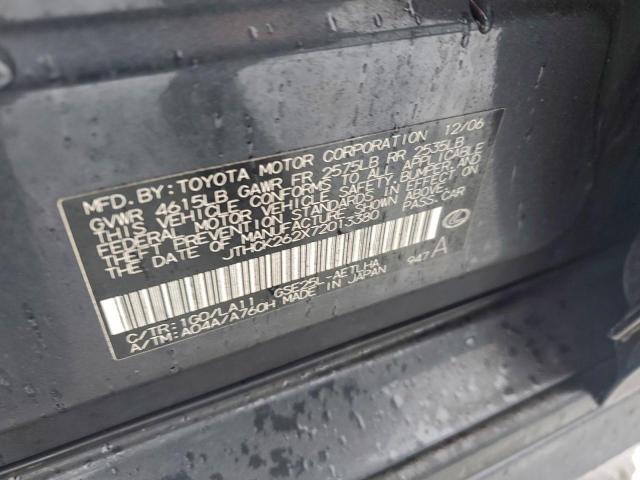 MFD. BY: TOYOTA MOTOR CORPORATION 12/06
GVWR 4615LB GAWR FR 2575LB RR 2535LB
THIS VEHICLE CONFORMS TO ALL APPLICABLE
FEDERAL MOTOR VEHICLE SAFETY, BUMPER, AND
THEFT PREVENTION STANDARDS IN EFFECT ON
THE DATE OF MANUFACTURE SHOWN ABOVE.
JTHCK262X72013380 PASS. CAR
C/TR: 1G0/LA11 GSE25L-AETLHA
A/TM: A04A/A760H MADE IN JAPAN 947 A